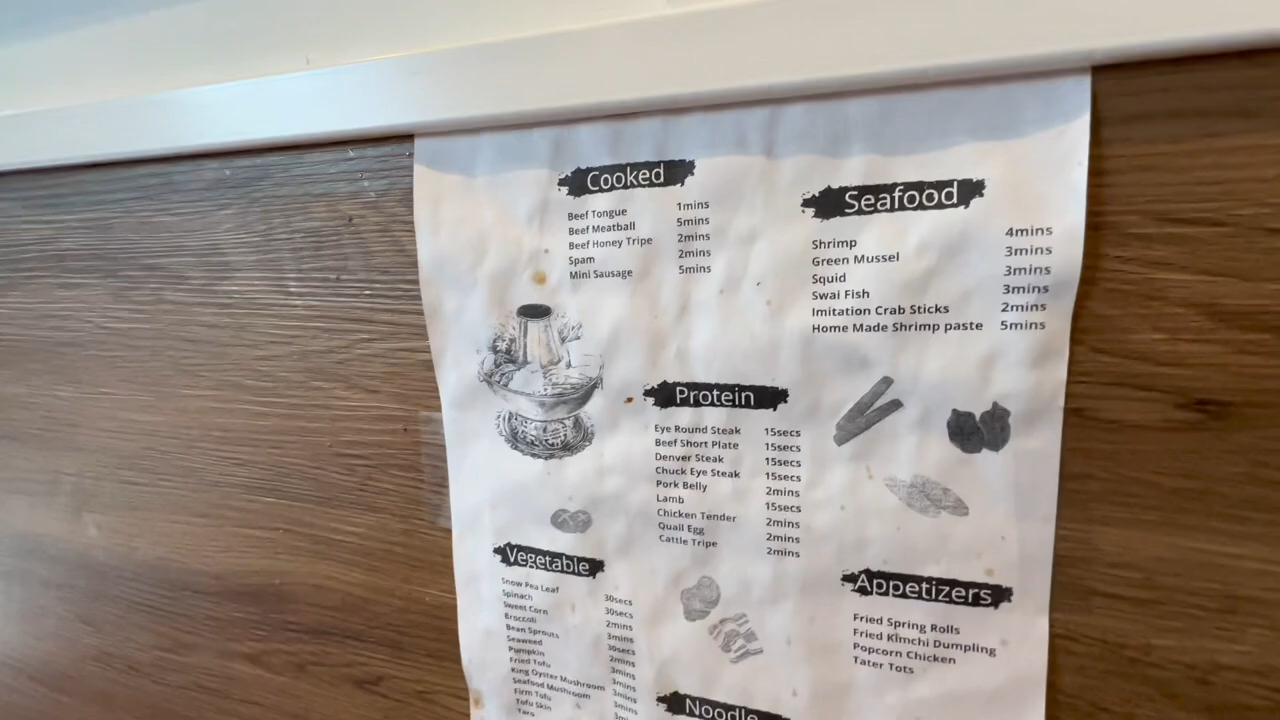 Cooked
Beef Tongue 1mins
Beef Meatball 5mins
Beef Honey Tripe 2mins
Spam 2mins
Mini Sausage 5mins
Seafood
Shrimp 4mins
Green Mussel 3mins
Squid 3mins
Swai Fish 3mins
Imitation Crab Sticks 2mins
Home Made Shrimp paste 5mins
Protein
Eye Round Steak 15secs
Beef Short Plate 15secs
Denver Steak 15secs
Chuck Eye Steak 15secs
Pork Belly 2mins
Lamb 15secs
Chicken Tender 2mins
Quail Egg 2mins
Cattle Tripe 2mins
Vegetable
Snow Pea Leaf 30secs
Spinach 30secs
Sweet Corn 2mins
Broccoli 3mins
Bean Sprouts 30secs
Seaweed 2mins
Pumpkin 3mins
Fried Tofu 3mins
King Oyster Mushroom 3mins
Seafood Mushroom 3mins
Firm Tofu
Tofu Skin
Taro
Appetizers
Fried Spring Rolls
Fried Kimchi Dumpling
Popcorn Chicken
Tater Tots
Noodle